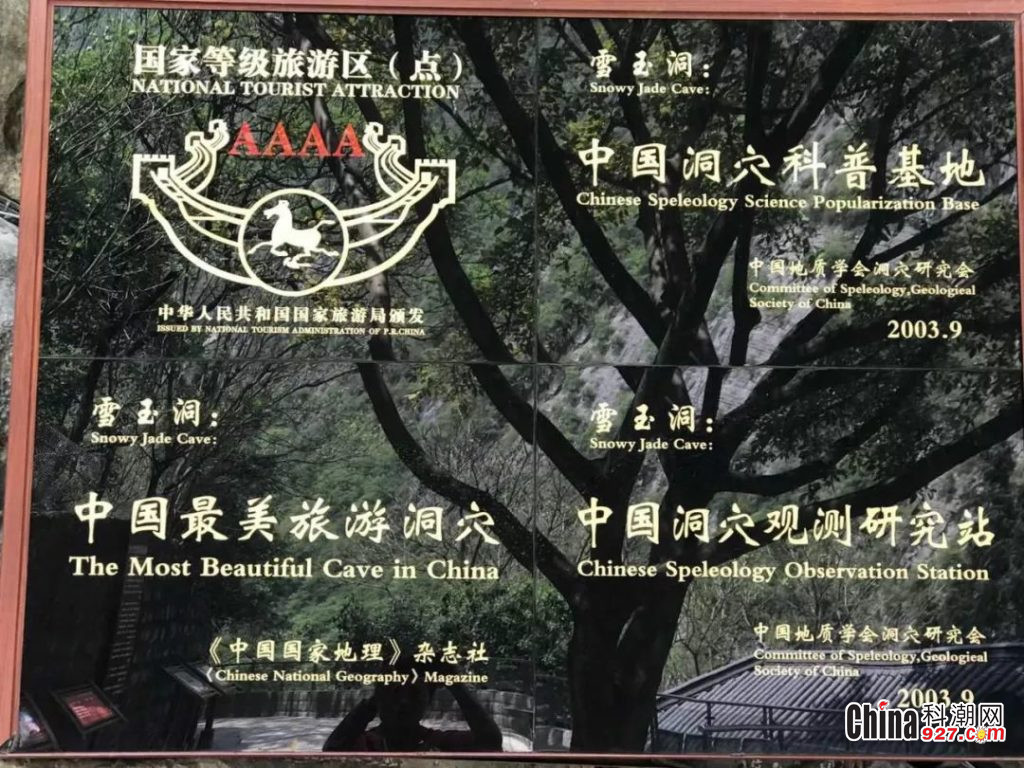 国家等级旅游区（点）
NATIONAL TOURIST ATTRACTION
AAAA
中华人民共和国国家旅游局颁发
ISSUED BY NATIONAL TOURISM ADMINISTRATION OF P.R.CHINA
雪玉洞：
Snowy Jade Cave：
中国洞穴科普基地
Chinese Speleology Science Popularization Base
中国地质学会洞穴研究会
Committee of Speleology,Geological
Society of China
2003.9
雪玉洞：
Snowy Jade Cave：
中国最美旅游洞穴
The Most Beautiful Cave in China
《中国国家地理》杂志社
《Chinese National Geography》Magazine
雪玉洞：
Snowy Jade Cave：
中国洞穴观测研究站
Chinese Speleology Observation Station
中国地质学会洞穴研究会
Committee of Speleology,Geological
Society of China
2003.9
China科潮网
927.com